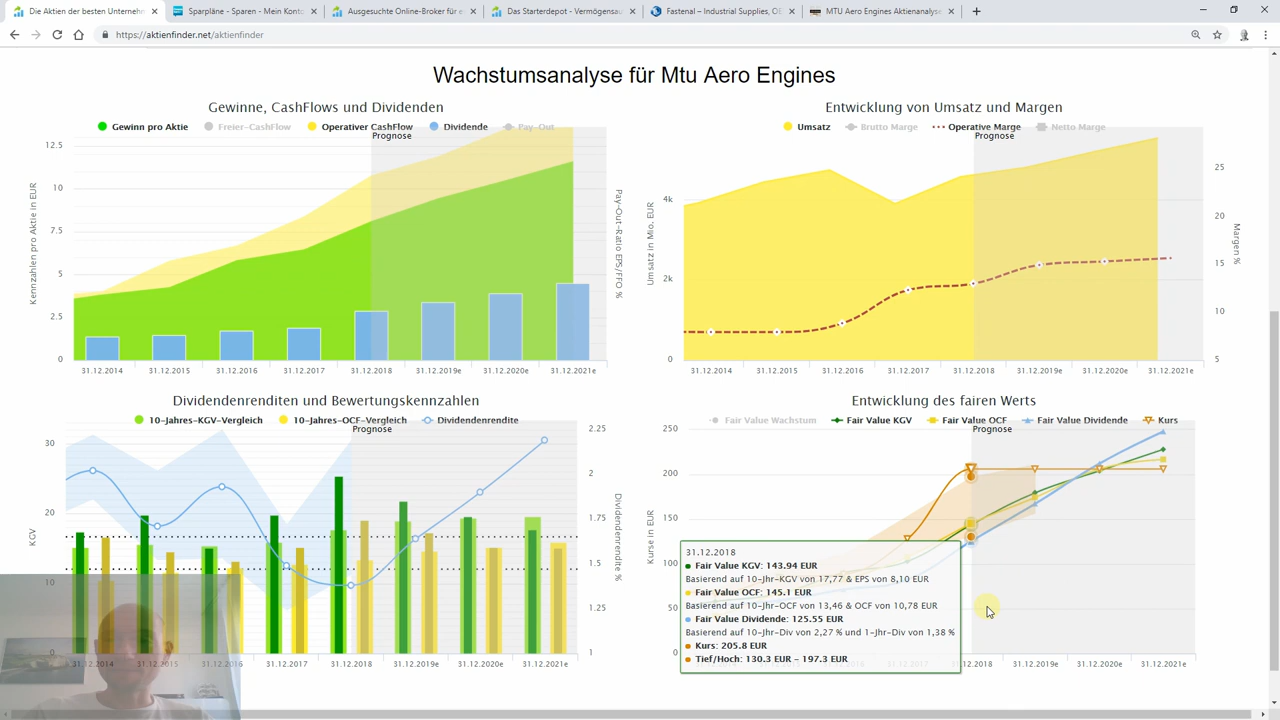 Die Aktien der besten Unternehm
Sparpläne - Sparen - Mein Konto
Ausgesuchte Online-Broker für e
Das Starterdepot - Vermögensau
Fastenal – Industrial Supplies, OE
MTU Aero Engines Aktienanalyse
https://aktienfinder.net/aktienfinder
Wachstumsanalyse für Mtu Aero Engines
Gewinne, CashFlows und Dividenden
Gewinn pro Aktie Freier-CashFlow Operativer CashFlow Dividende Pay-Out
Prognose
Kennzahlen pro Aktie in EUR
12.5
10
7.5
5
2.5
0
Pay-Out-Ratio EPS/FFO %
31.12.2014 31.12.2015 31.12.2016 31.12.2017 31.12.2018 31.12.2019e 31.12.2020e 31.12.2021e
Entwicklung von Umsatz und Margen
Umsatz Brutto Marge Operative Marge Netto Marge
Prognose
Umsatz in Mio. EUR
4k
2k
0
25
20
15
10
5
Margen %
31.12.2014 31.12.2015 31.12.2016 31.12.2017 31.12.2018 31.12.2019e 31.12.2020e 31.12.2021e
Dividendenrenditen und Bewertungskennzahlen
10-Jahres-KGV-Vergleich 10-Jahres-OCF-Vergleich Dividendenrendite
Prognose
KGV
30
20
10
0
2.25
2
1.75
1.5
1.25
1
Dividendenrendite %
31.12.2014 31.12.2015 31.12.2016 31.12.2017 31.12.2018 31.12.2019e 31.12.2020e 31.12.2021e
Entwicklung des fairen Werts
Fair Value Wachstum Fair Value KGV Fair Value OCF Fair Value Dividende Kurs
Prognose
Kurse in EUR
250
200
150
100
50
0
31.12.2018
Fair Value KGV: 143.94 EUR
Basierend auf 10-Jhr-KGV von 17,77 & EPS von 8,10 EUR
Fair Value OCF: 145.1 EUR
Basierend auf 10-Jhr-OCF von 13,46 & OCF von 10,78 EUR
Fair Value Dividende: 125.55 EUR
Basierend auf 10-Jhr-Div von 2,27 % und 1-Jhr-Div von 1,38 %
Kurs: 205.8 EUR
Tief/Hoch: 130.3 EUR – 197.3 EUR
31.12.2018 31.12.2019e 31.12.2020e 31.12.2021e